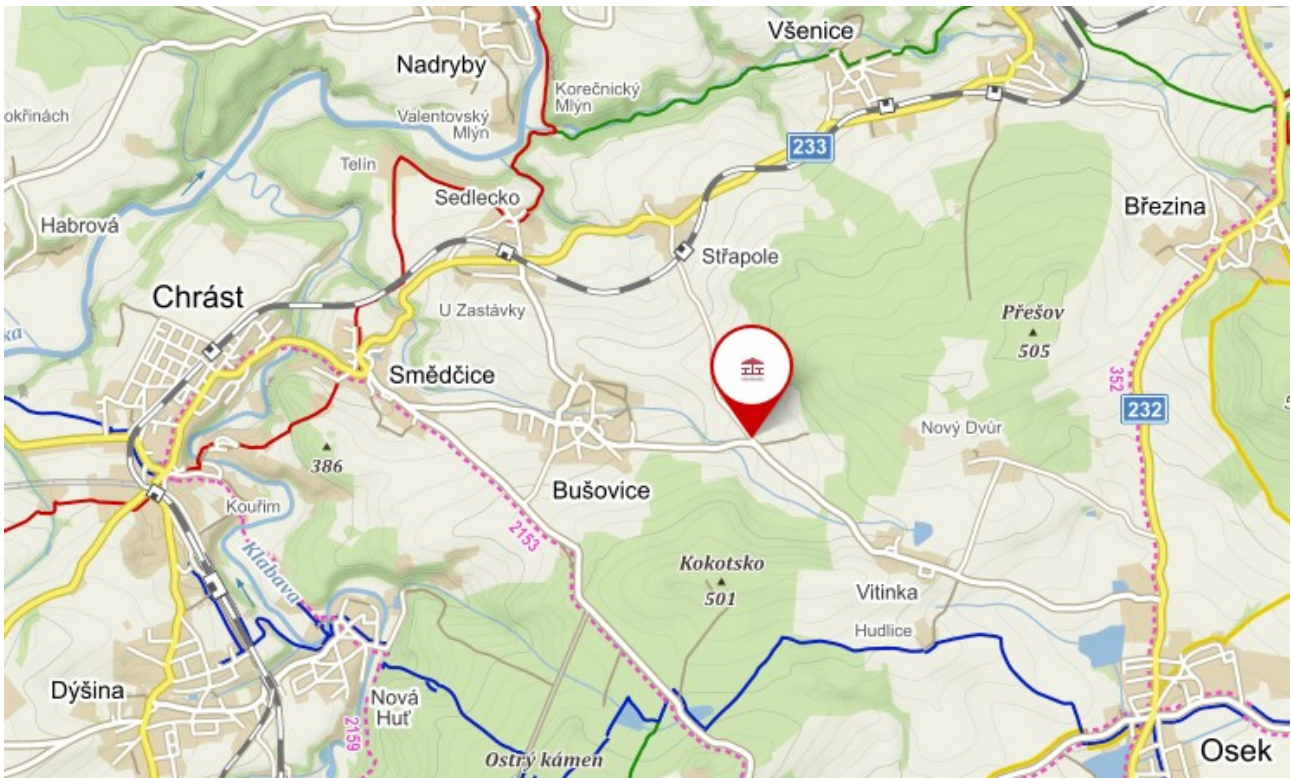 Všenice
Nadryby
Korečnický
Mlýn
okřinách
Valentovský
Mlýn
233
Telín
Sedlecko
Březina
Habrová
Střapole
Chrást
U Zastávky
Přešov
505
ka
Smědčice
352
232
Nový Dvůr
386
Bušovice
Kouřim
2153
Klabava
Kokotsko
501
Vitinka
Hudlice
Dýšina
Nová
Huť
2159
Ostrý kámen
Osek